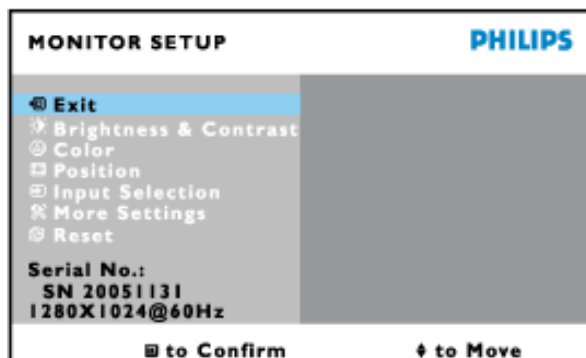 MONITOR SETUP
PHILIPS
Exit
Brightness & Contrast
Color
Position
Input Selection
More Settings
Reset
Serial No.:
SN 20051131
1280X1024@60Hz
to Confirm
to Move